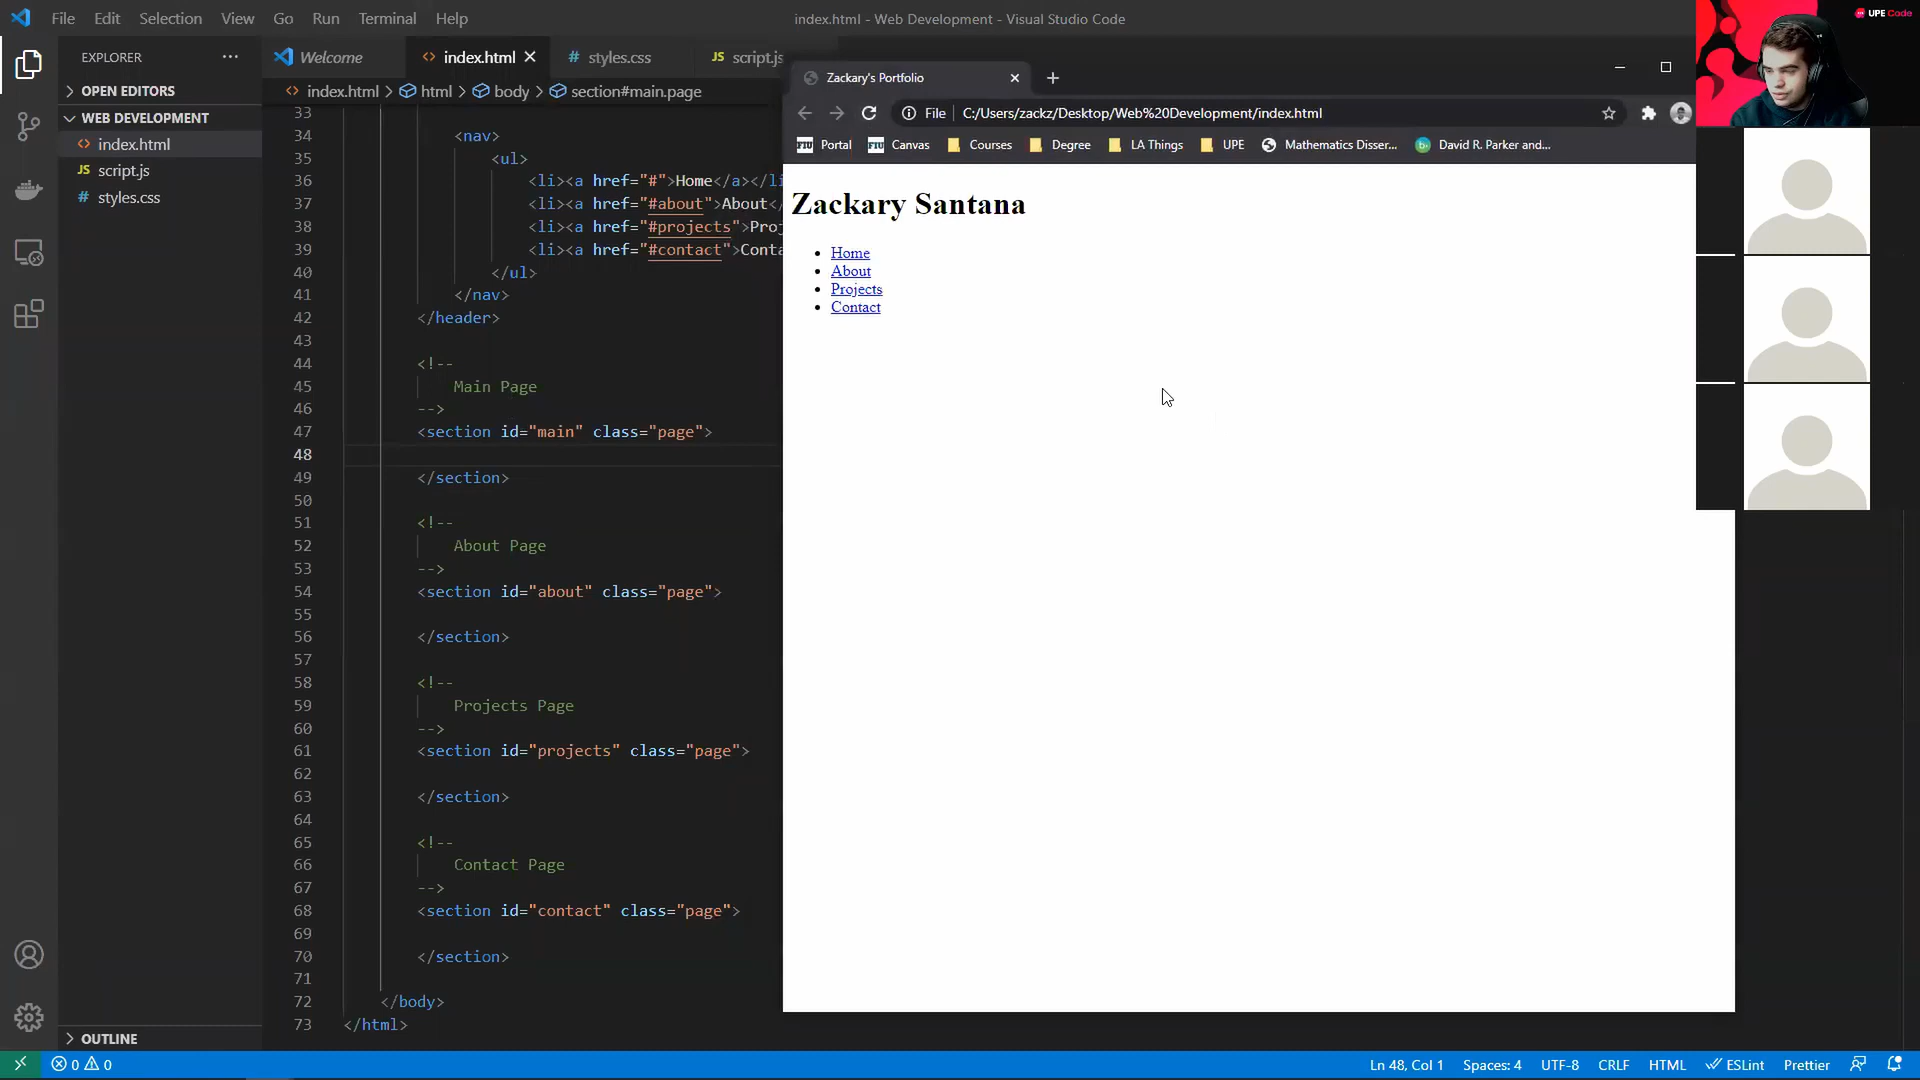 File Edit Selection View Go Run Terminal Help
index.html - Web Development - Visual Studio Code
UPE Code
EXPLORER
OPEN EDITORS
WEB DEVELOPMENT
index.html
JS script.js
# styles.css
OUTLINE
Welcome
<> index.html
# styles.css
JS script.js
<> index.html > html > body > section#main.page
33
34 <nav>
35 <ul>
36 <li><a href="#">Home</a></li
37 <li><a href="#about">About</
38 <li><a href="#projects">Proj
39 <li><a href="#contact">Conta
40 </ul>
41 </nav>
42 </header>
43
44 <!--
45 Main Page
46 -->
47 <section id="main" class="page">
48
49 </section>
50
51 <!--
52 About Page
53 -->
54 <section id="about" class="page">
55
56 </section>
57
58 <!--
59 Projects Page
60 -->
61 <section id="projects" class="page">
62
63 </section>
64
65 <!--
66 Contact Page
67 -->
68 <section id="contact" class="page">
69
70 </section>
71
72 </body>
73 </html>
Zackary's Portfolio
File C:/Users/zackz/Desktop/Web%20Development/index.html
FIU Portal FIU Canvas Courses Degree LA Things UPE Mathematics Disser... David R. Parker and...
Zackary Santana
Home
About
Projects
Contact
0 0
Ln 48, Col 1 Spaces: 4 UTF-8 CRLF HTML ESLint Prettier